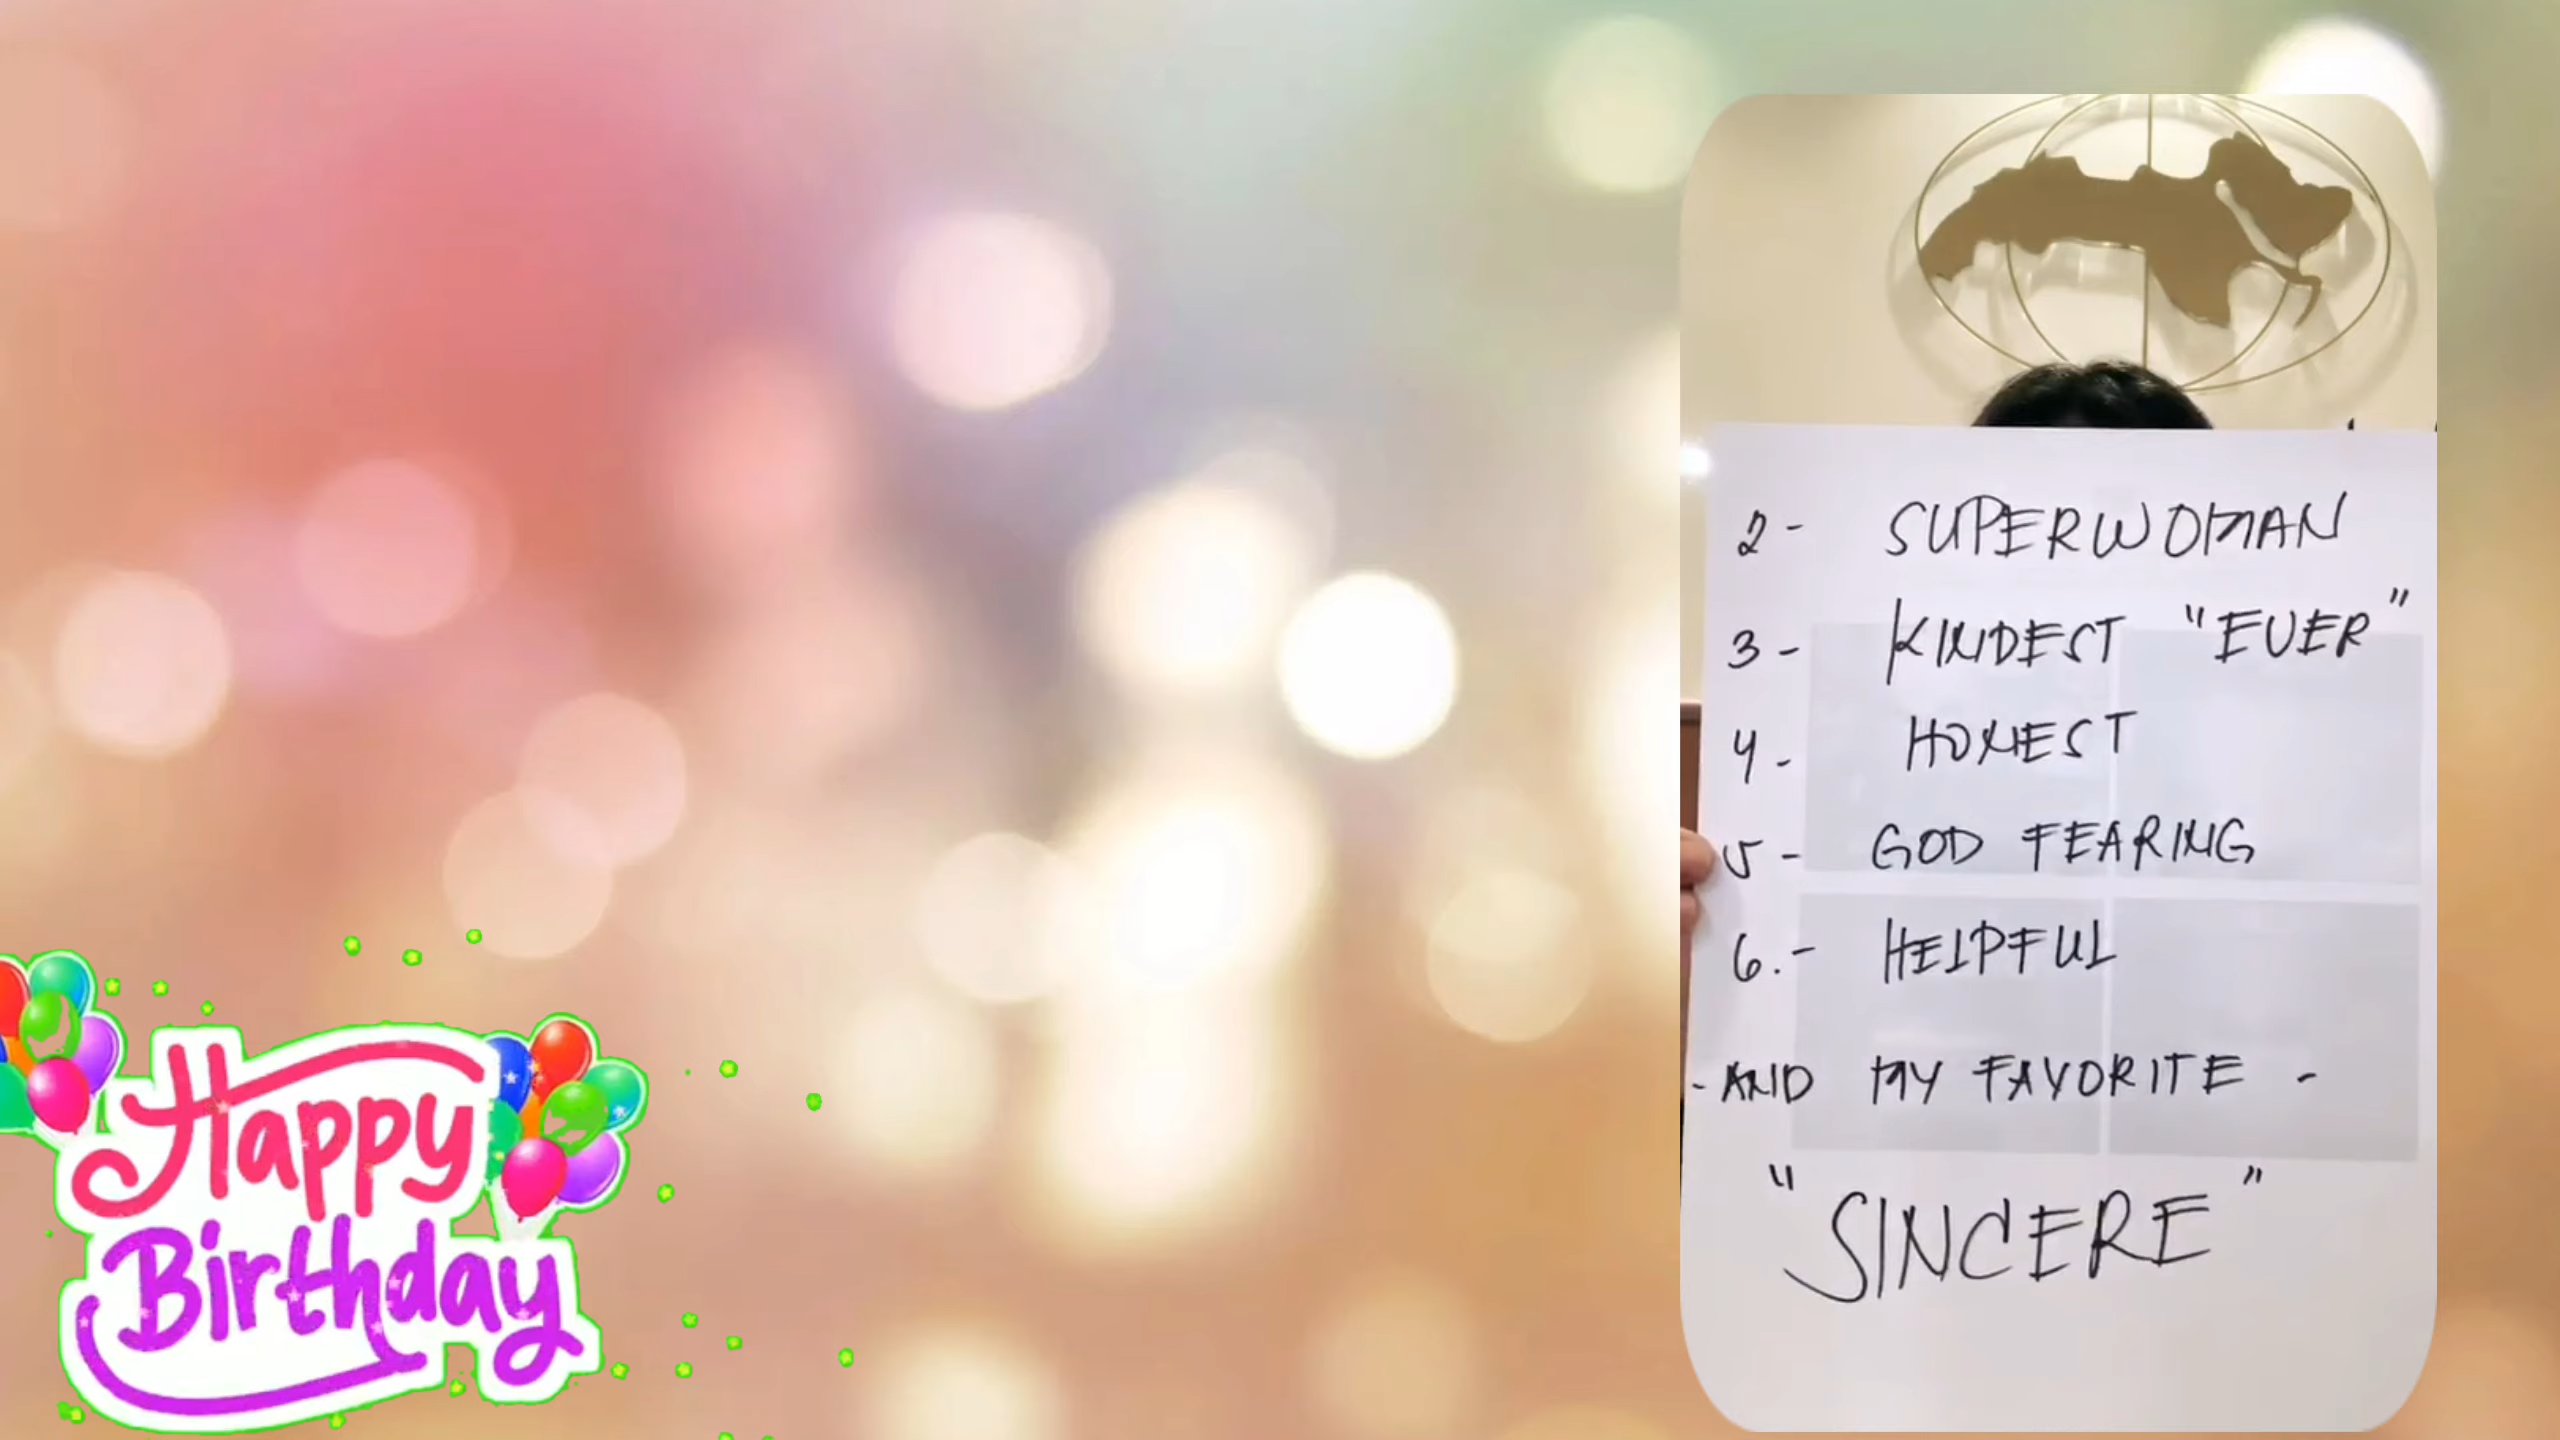 Happy
Birthday
2- SUPERWOMAN
3- KINDEST "EVER"
4- HONEST
5- GOD FEARING
6.- HELPFUL
- AND MY FAVORITE -
"SINCERE"